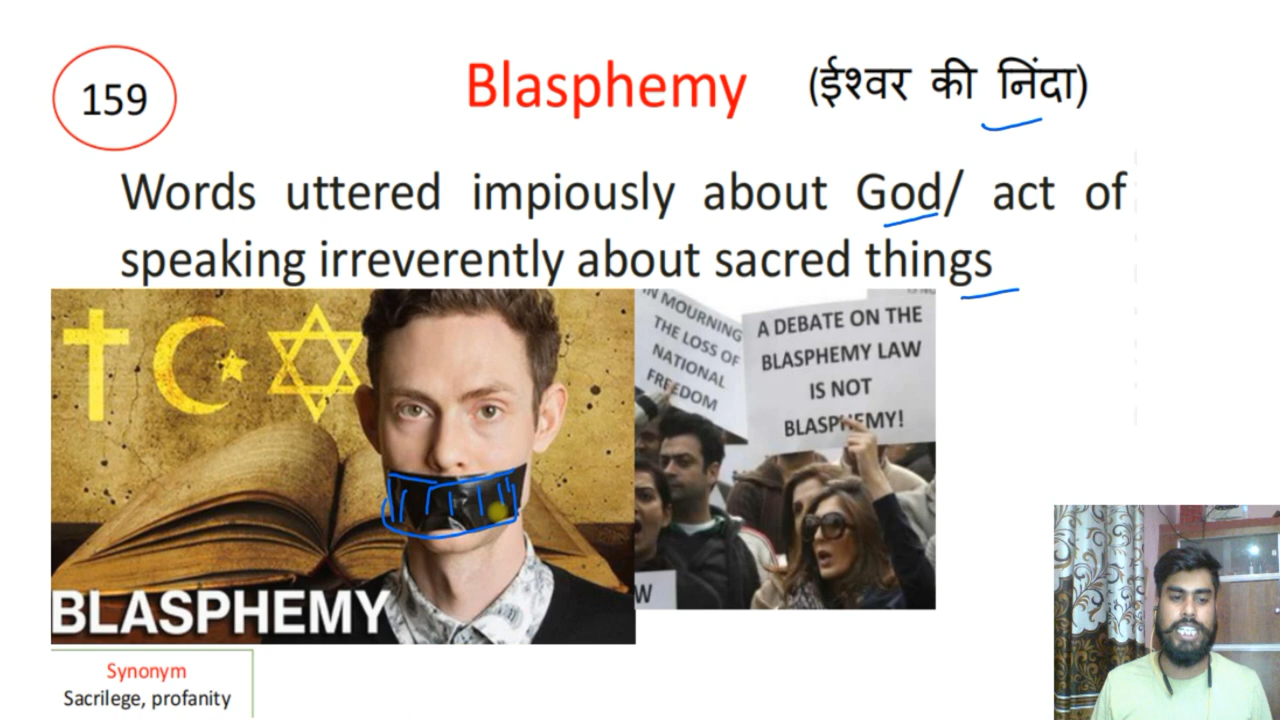 159
Blasphemy (ईश्वर की निंदा)
Words uttered impiously about God/ act of
speaking irreverently about sacred things
IN MOURNING
THE LOSS OF
NATIONAL
FREEDOM
A DEBATE ON THE
BLASPHEMY LAW
IS NOT
BLASPHEMY!
W
BLASPHEMY
Synonym
Sacrilege, profanity